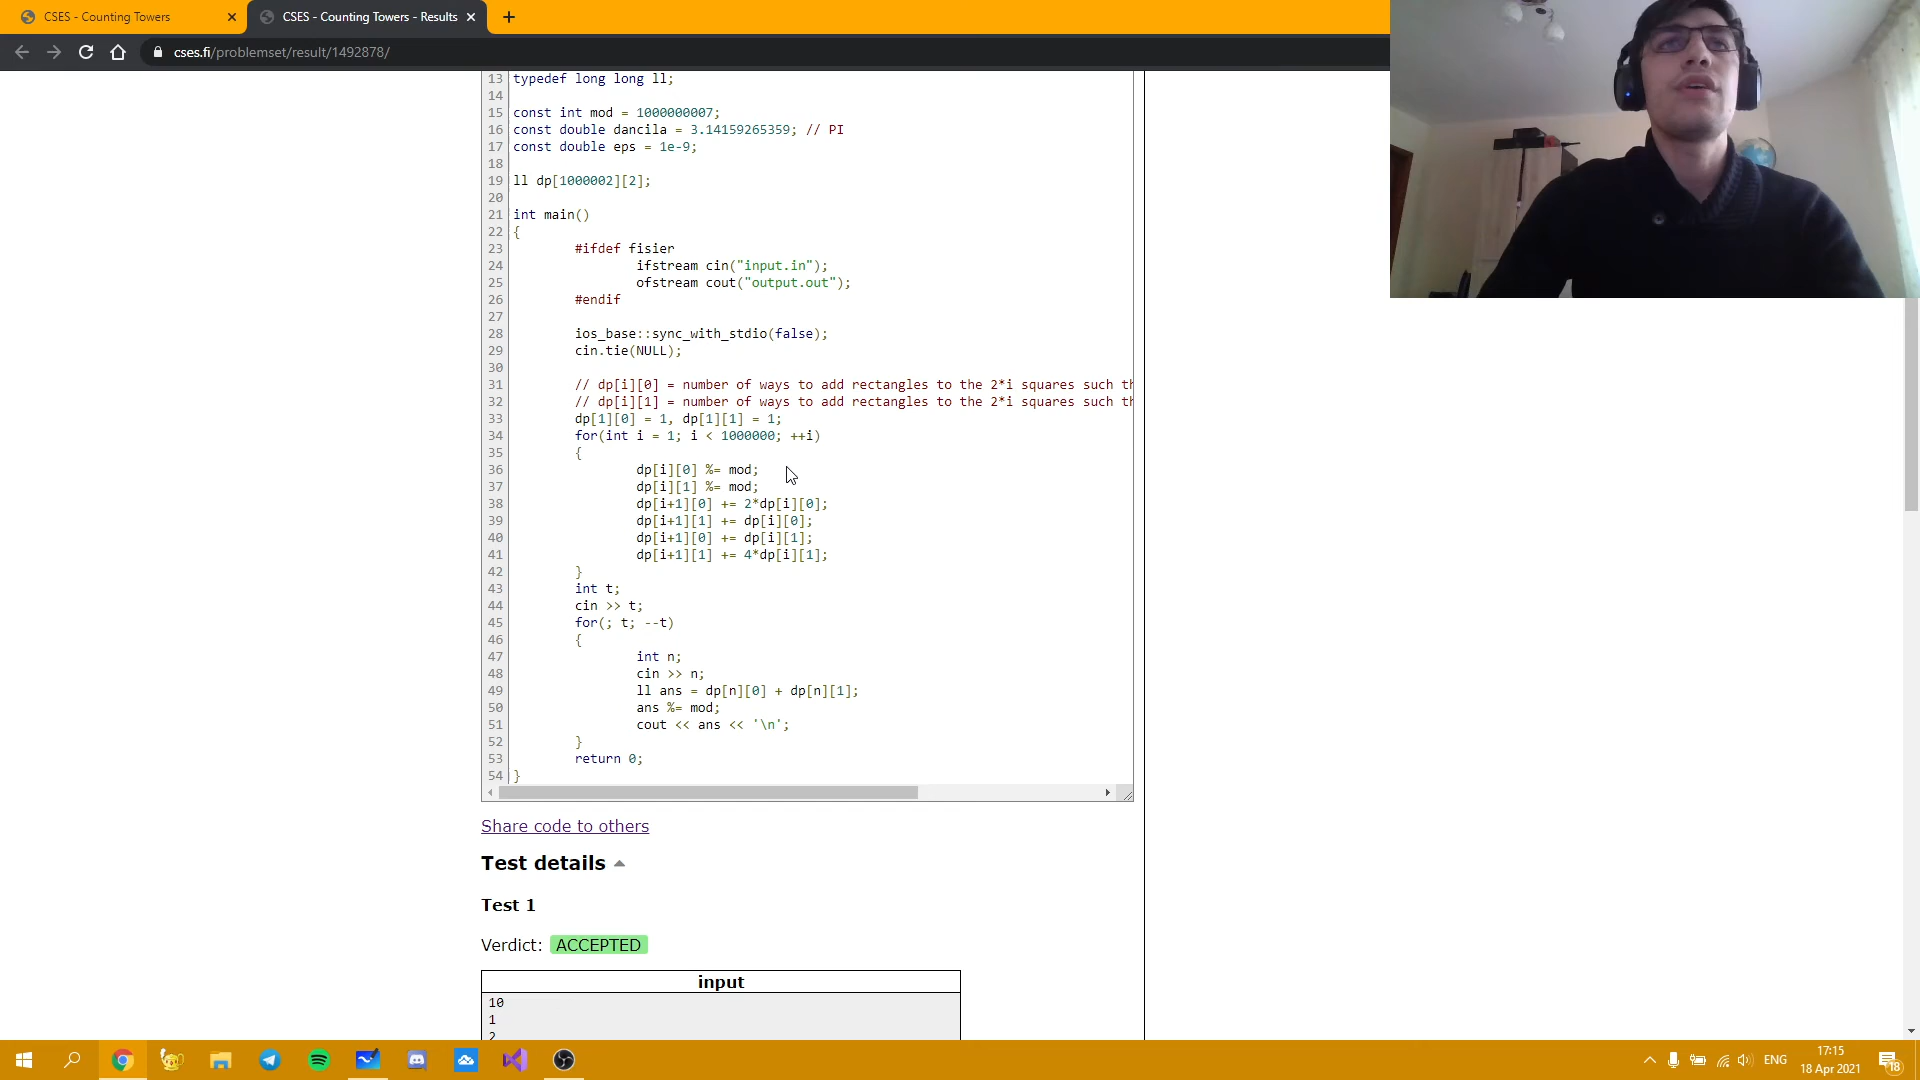 CSES - Counting Towers
CSES - Counting Towers - Results
cses.fi/problemset/result/1492878/
13 typedef long long ll;
14
15 const int mod = 1000000007;
16 const double dancila = 3.14159265359; // PI
17 const double eps = 1e-9;
18
19 ll dp[1000002][2];
20
21 int main()
22 {
23 #ifdef fisier
24 ifstream cin("input.in");
25 ofstream cout("output.out");
26 #endif
27
28 ios_base::sync_with_stdio(false);
29 cin.tie(NULL);
30
31 // dp[i][0] = number of ways to add rectangles to the 2*i squares such th
32 // dp[i][1] = number of ways to add rectangles to the 2*i squares such th
33 dp[1][0] = 1, dp[1][1] = 1;
34 for(int i = 1; i < 1000000; ++i)
35 {
36 dp[i][0] %= mod;
37 dp[i][1] %= mod;
38 dp[i+1][0] += 2*dp[i][0];
39 dp[i+1][1] += dp[i][0];
40 dp[i+1][0] += dp[i][1];
41 dp[i+1][1] += 4*dp[i][1];
42 }
43 int t;
44 cin >> t;
45 for(; t; --t)
46 {
47 int n;
48 cin >> n;
49 ll ans = dp[n][0] + dp[n][1];
50 ans %= mod;
51 cout << ans << '\n';
52 }
53 return 0;
54 }
Share code to others
Test details
Test 1
Verdict: ACCEPTED
input
10
1
2
ENG
17:15
18 Apr 2021
18